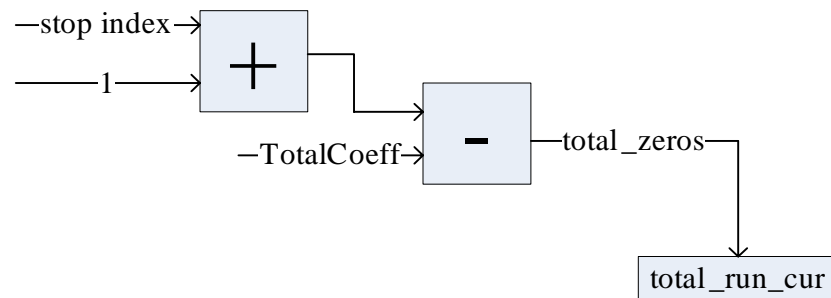 stop index
+
1
-
TotalCoeff
total_zeros
total_run_cur